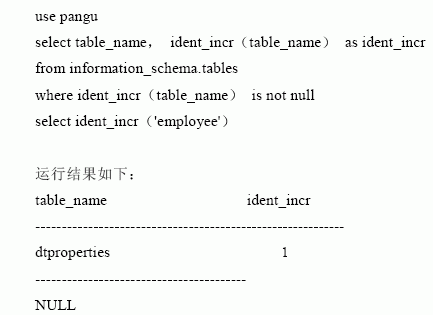 use pangu
select table_name， ident_incr（table_name） as ident_incr
from information_schema.tables
where ident_incr（table_name） is not null
select ident_incr（'employee'）
运行结果如下：
table_name ident_incr
----------------------------------------------------------
dtproperties 1
----------------------------------------
NULL